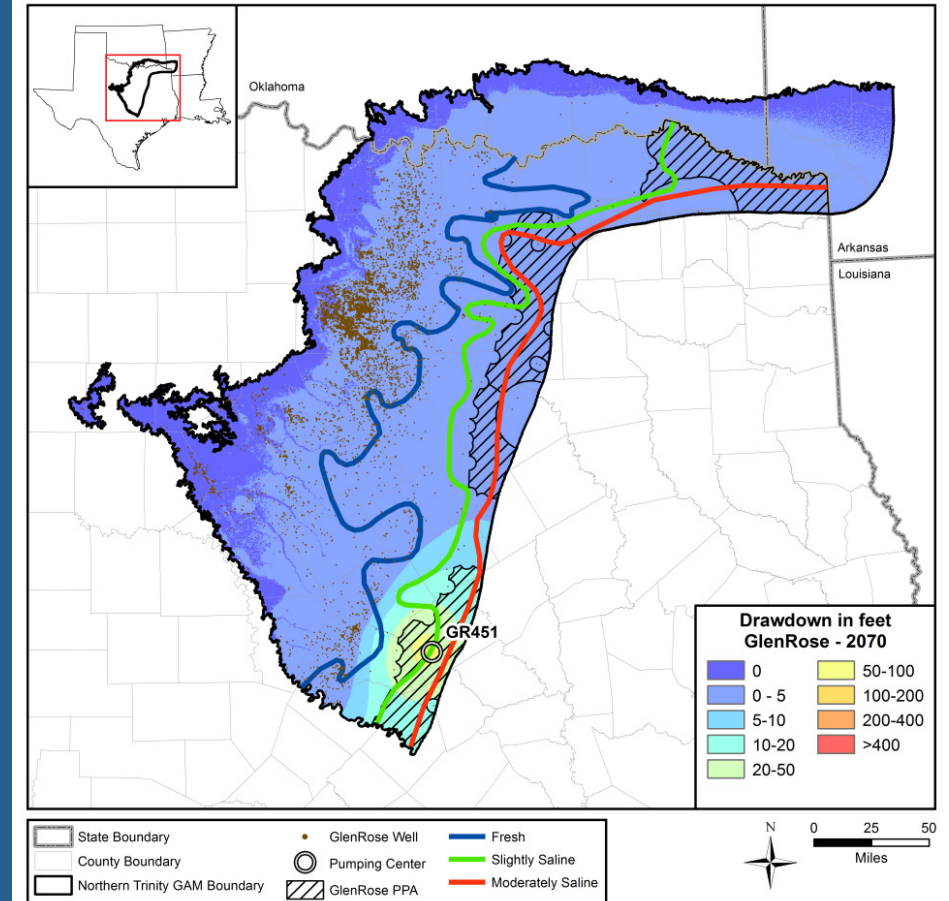 Oklahoma
Arkansas
Louisiana
GR451
Drawdown in feet
GlenRose - 2070
0
0 - 5
5-10
10-20
20-50
50-100
100-200
200-400
>400
State Boundary
County Boundary
Northern Trinity GAM Boundary
GlenRose Well
Pumping Center
GlenRose PPA
Fresh
Slightly Saline
Moderately Saline
N
0 25 50
Miles